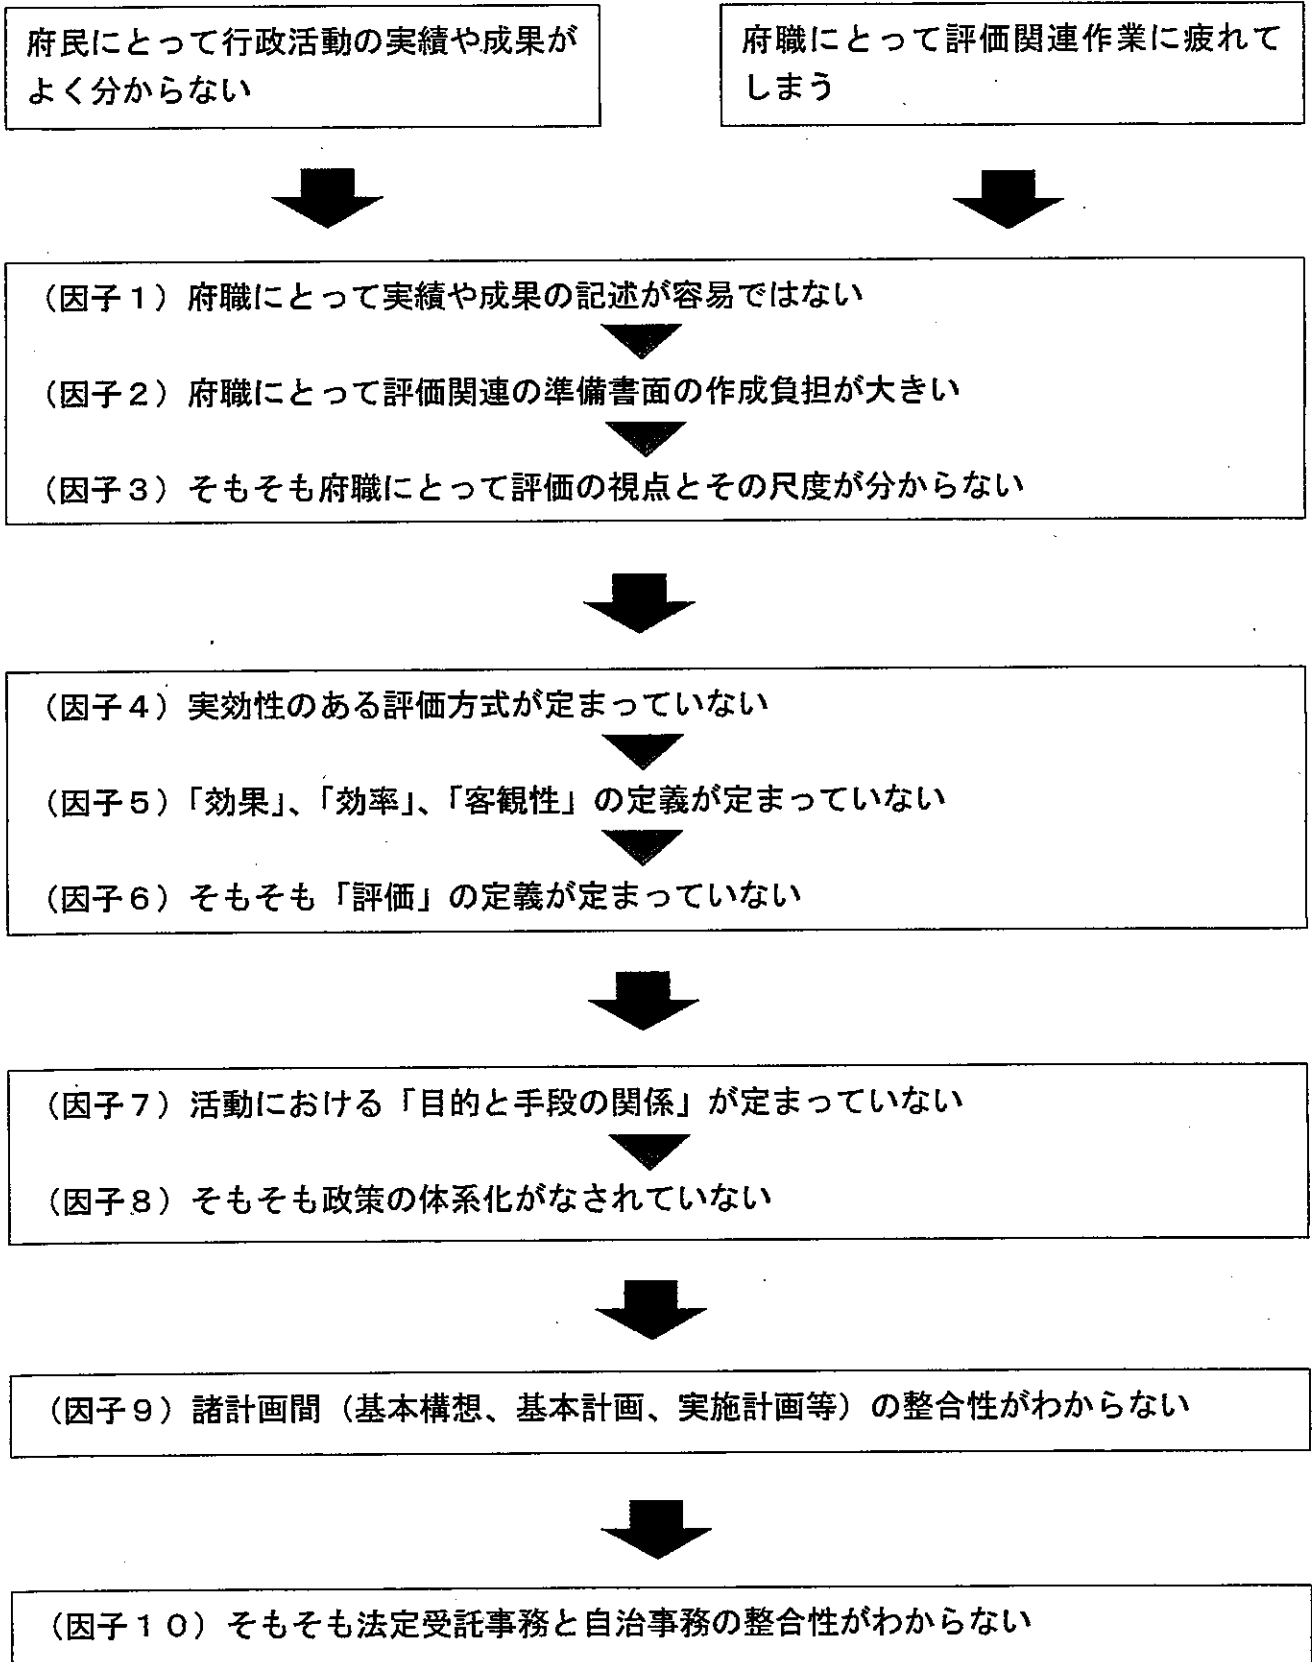 府民にとって行政活動の実績や成果が
よく分からない
府職にとって評価関連作業に疲れて
しまう
（因子１）府職にとって実績や成果の記述が容易ではない
（因子２）府職にとって評価関連の準備書面の作成負担が大きい
（因子３）そもそも府職にとって評価の視点とその尺度が分からない
（因子４）実効性のある評価方式が定まっていない
（因子５）「効果」、「効率」、「客観性」の定義が定まっていない
（因子６）そもそも「評価」の定義が定まっていない
（因子７）活動における「目的と手段の関係」が定まっていない
（因子８）そもそも政策の体系化がなされていない
（因子９）諸計画間（基本構想、基本計画、実施計画等）の整合性がわからない
（因子１０）そもそも法定受託事務と自治事務の整合性がわからない